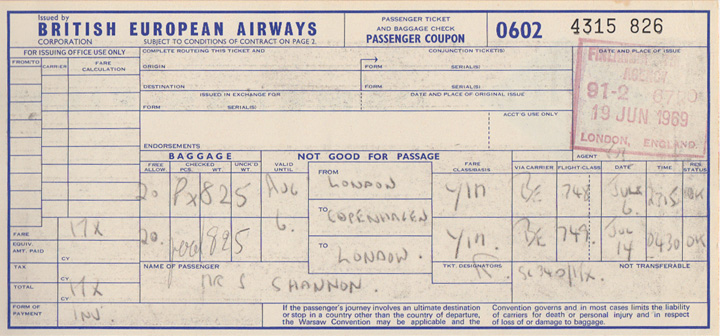 Issued by
BRITISH EUROPEAN AIRWAYS
CORPORATION SUBJECT TO CONDITIONS OF CONTRACT ON PAGE 2.
PASSENGER TICKET
AND BAGGAGE CHECK
PASSENGER COUPON
0602 4315 826
FOR ISSUING OFFICE USE ONLY
FROM/TO CARRIER FARE CALCULATION
COMPLETE ROUTEING THIS TICKET AND CONJUNCTION TICKET(S):
ORIGIN FORM SERIAL(S):
DESTINATION FORM SERIAL(S):
ISSUED IN EXCHANGE FOR DATE AND PLACE OF ORIGINAL ISSUE
FORM SERIAL(S):
ACCT'G USE ONLY
ENDORSEMENTS
DATE AND PLACE OF ISSUE
91-2
19 JUN 1969
LONDON, ENGLAND.
BAGGAGE NOT GOOD FOR PASSAGE AGENT
FREE ALLOW. CHECKED PCS. WT. UNCK'D WT. VALID UNTIL FROM FARE CLASS/BASIS VIA CARRIER FLIGHT/CLASS DATE TIME RES. STATUS
20 825 AUG LONDON BE 748 6 OK
TO
20. 825 6. COPENHAGEN BE 749 14 0430 OK
TO
LONDON.
FARE
EQUIV. AMT. PAID CY
TAX CY
TOTAL CY
FORM OF PAYMENT
NAME OF PASSENGER TKT. DESIGNATORS NOT TRANSFERABLE
MR S SHANNON.
If the passenger's journey involves an ultimate destination
or stop in a country other than the country of departure,
the Warsaw Convention may be applicable and the
Convention governs and in most cases limits the liability
of carriers for death or personal injury and in respect
of loss of or damage to baggage.